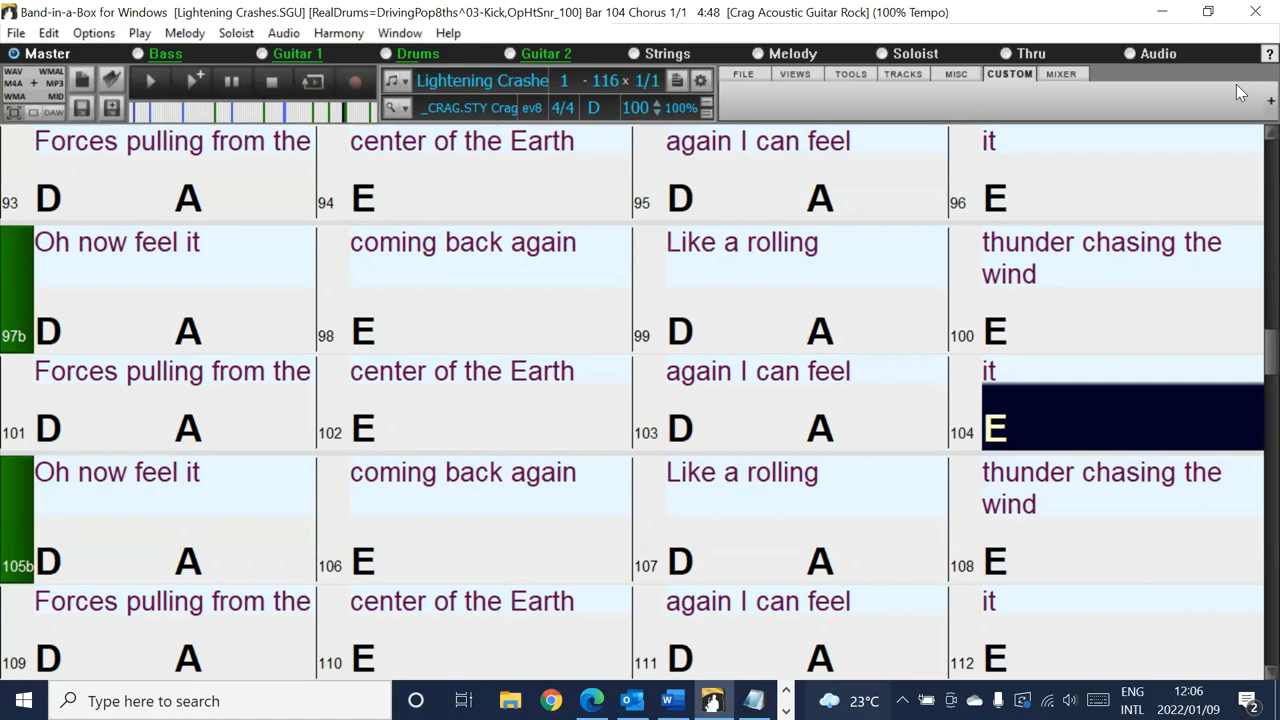 Band-in-a-Box for Windows [Lightening Crashes.SGU] [RealDrums=DrivingPop8ths^03-Kick,OpHtSnr_100] Bar 104 Chorus 1/1 4:48 [Crag Acoustic Guitar Rock] (100% Tempo)
File Edit Options Play Melody Soloist Audio Harmony Window Help
Master Bass Guitar 1 Drums Guitar 2 Strings Melody Soloist Thru Audio ?
WAV WMAL
M4A + MP3
WMA MID
DAW
Lightening Crashe 1 - 116 x 1/1
_CRAG.STY Crag ev8 4/4 D 100 100%
FILE VIEWS TOOLS TRACKS MISC CUSTOM MIXER
+
Forces pulling from the center of the Earth again I can feel it
93 D A 94 E 95 D A 96 E
Oh now feel it coming back again Like a rolling thunder chasing the
wind
97b D A 98 E 99 D A 100 E
Forces pulling from the center of the Earth again I can feel it
101 D A 102 E 103 D A 104 E
Oh now feel it coming back again Like a rolling thunder chasing the
wind
105b D A 106 E 107 D A 108 E
Forces pulling from the center of the Earth again I can feel it
109 D A 110 E 111 D A 112 E
Type here to search
23°C
ENG
INTL
12:06
2022/01/09
2